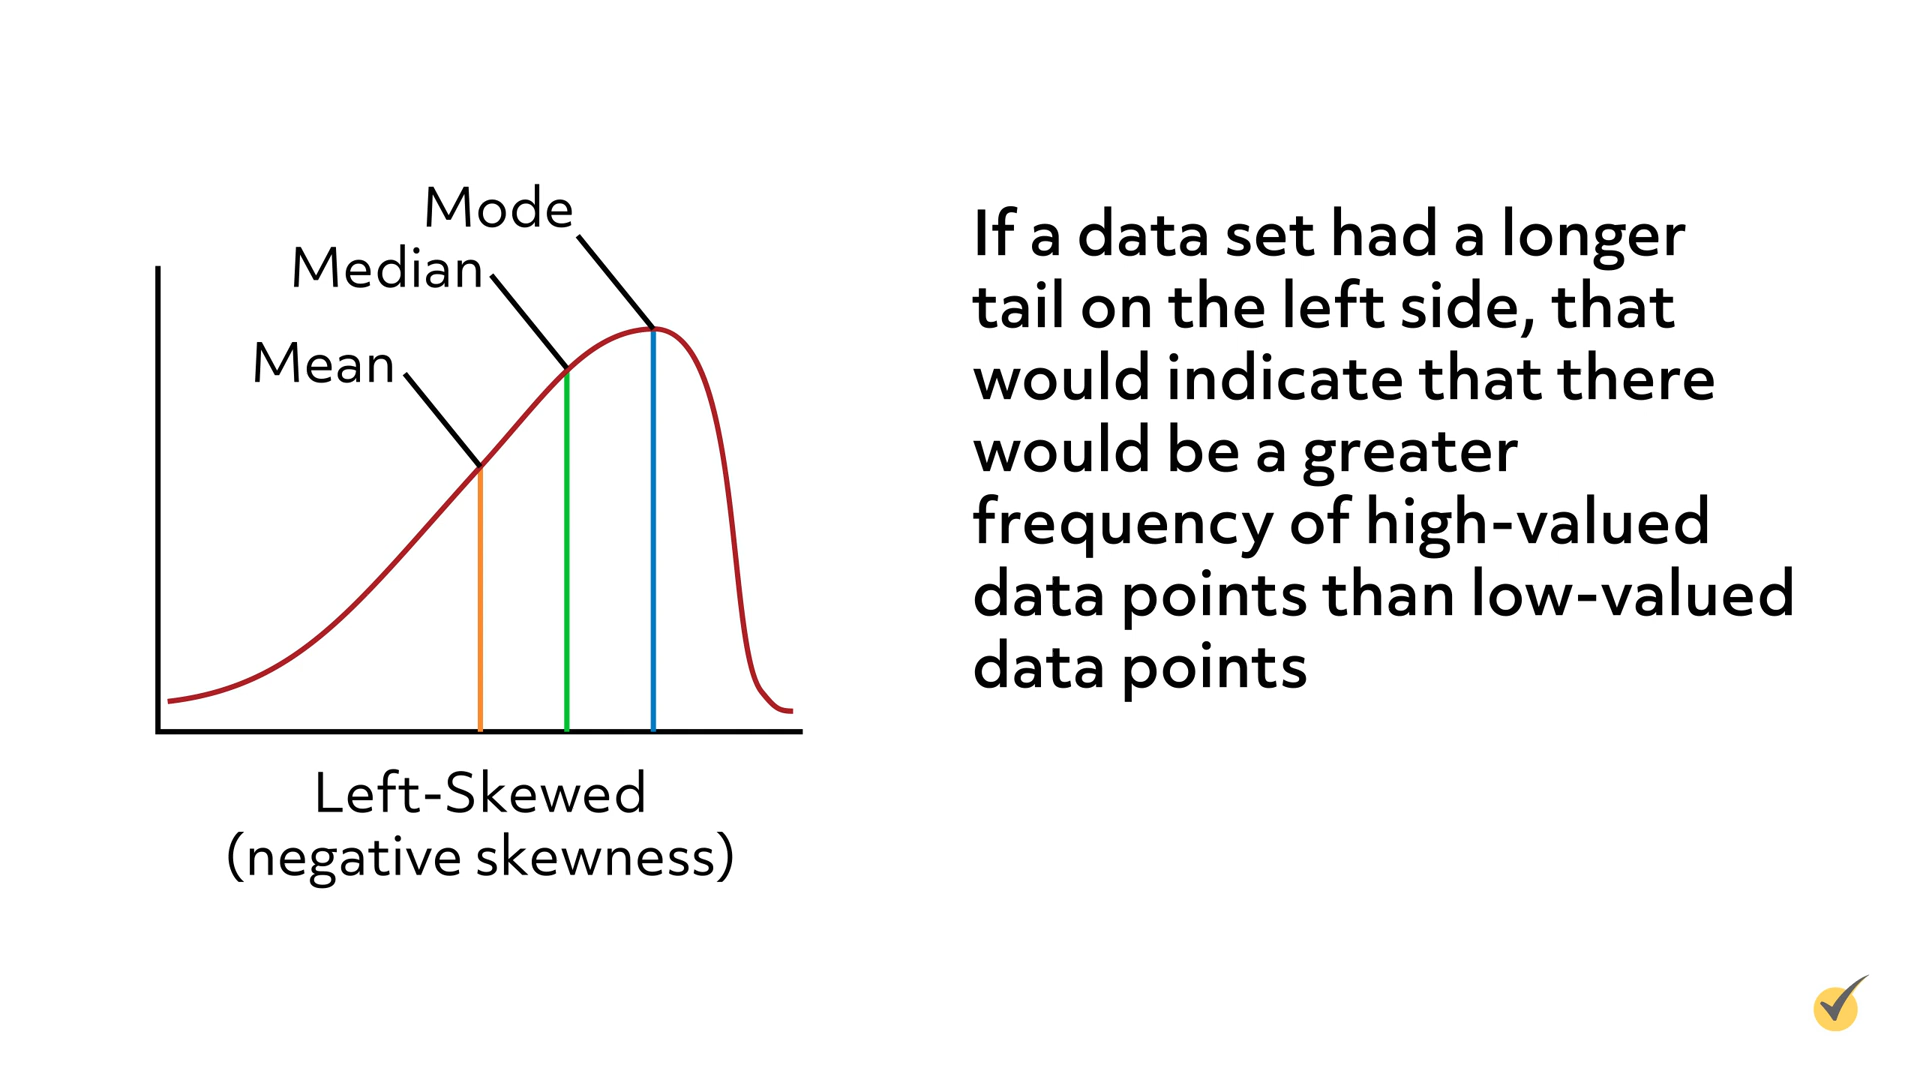 Mode
Median
Mean
Left-Skewed
(negative skewness)
If a data set had a longer
tail on the left side, that
would indicate that there
would be a greater
frequency of high-valued
data points than low-valued
data points